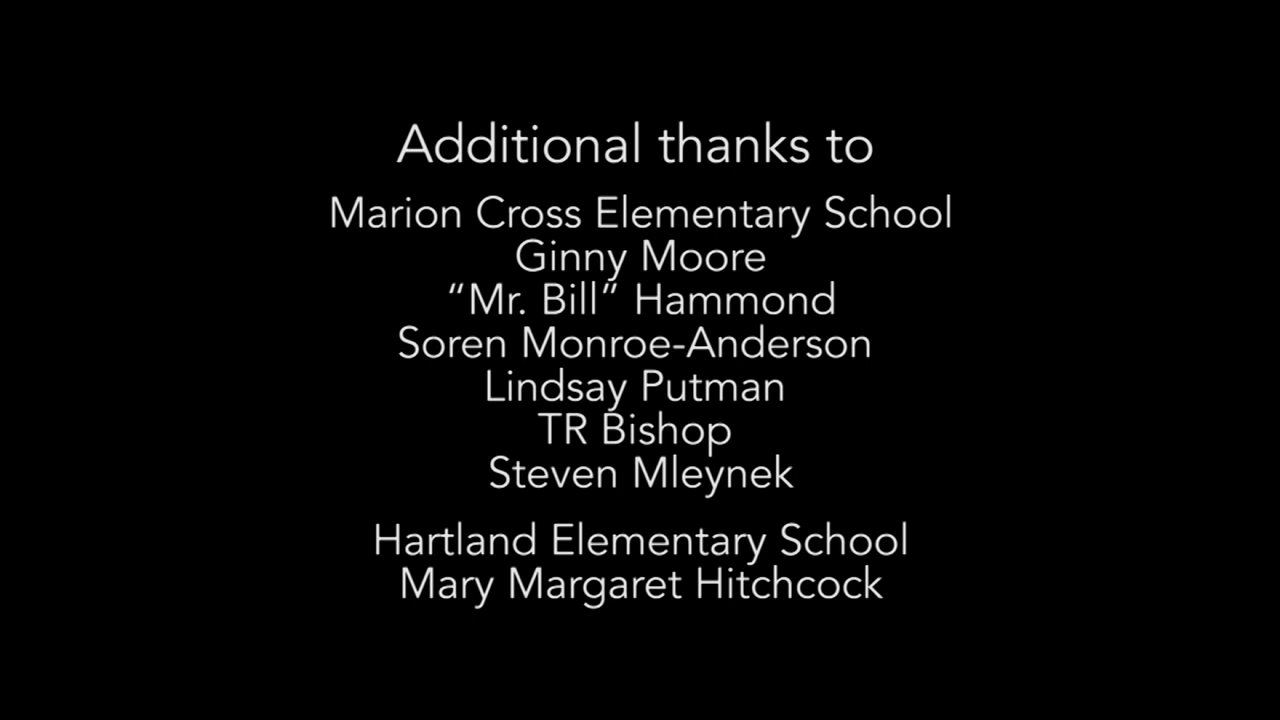 Additional thanks to
Marion Cross Elementary School
Ginny Moore
“Mr. Bill” Hammond
Soren Monroe-Anderson
Lindsay Putman
TR Bishop
Steven Mleynek
Hartland Elementary School
Mary Margaret Hitchcock